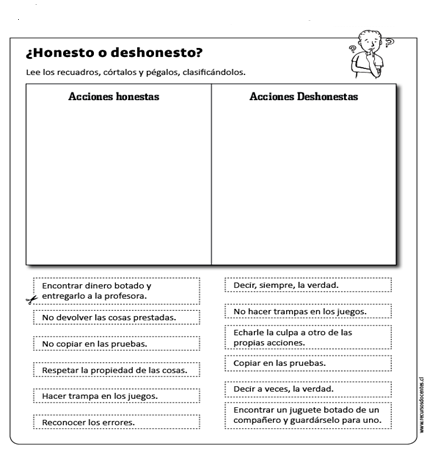 ¿Honesto o deshonesto?
Lee los recuadros, córtalos y pégalos, clasificándolos.
Acciones honestas
Acciones Deshonestas
Encontrar dinero botado y
entregarlo a la profesora.
No devolver las cosas prestadas.
No copiar en las pruebas.
Respetar la propiedad de las cosas.
Hacer trampa en los juegos.
Reconocer los errores.
Decir, siempre, la verdad.
No hacer trampas en los juegos.
Echarle la culpa a otro de las
propias acciones.
Copiar en las pruebas.
Decir a veces, la verdad.
Encontrar un juguete botado de un
compañero y guardárselo para uno.
www.recursosdocentes.cl